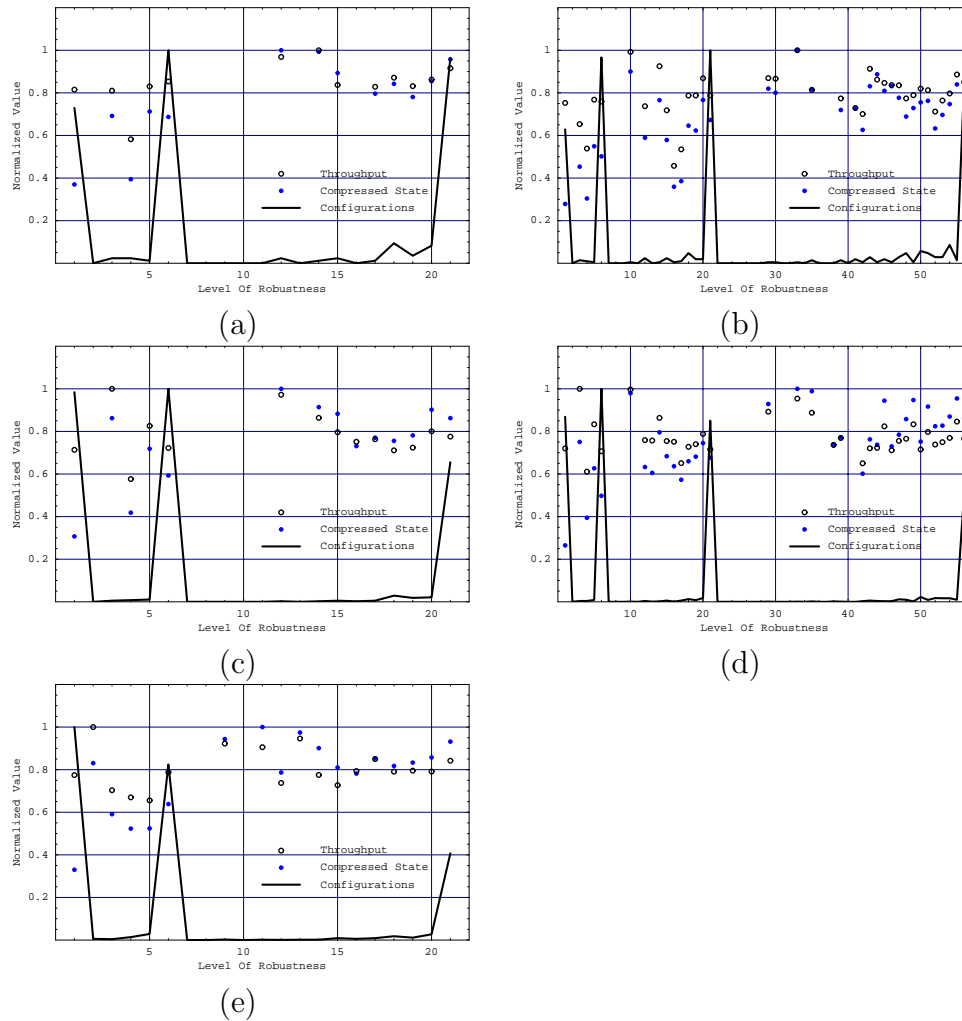 1
0.8
0.6
0.4
0.2
Normalized Value
Throughput
Compressed State
Configurations
5 10 15 20
Level Of Robustness
(a)
1
0.8
0.6
0.4
0.2
Normalized Value
Throughput
Compressed State
Configurations
10 20 30 40 50
Level Of Robustness
(b)
1
0.8
0.6
0.4
0.2
Normalized Value
Throughput
Compressed State
Configurations
5 10 15 20
Level Of Robustness
(c)
1
0.8
0.6
0.4
0.2
Normalized Value
Throughput
Compressed State
Configurations
10 20 30 40 50
Level Of Robustness
(d)
1
0.8
0.6
0.4
0.2
Normalized Value
Throughput
Compressed State
Configurations
5 10 15 20
Level Of Robustness
(e)